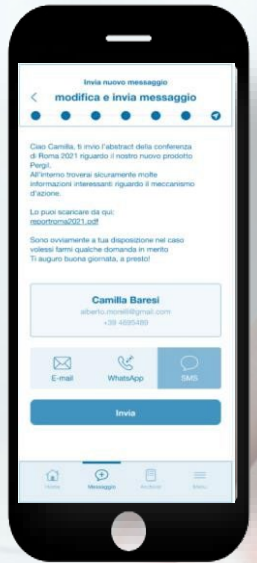 Invia nuovo messaggio
modifica e invia messaggio
Ciao Camilla, ti invio l'abstract della conferenza
di Roma 2021 riguardo il nostro nuovo prodotto
Pergil.
All'interno troverai sicuramente molte
informazioni interessanti riguardo il meccanismo
d'azione.
Lo puoi scaricare da qui:
reportroma2021.pdf
Sono ovviamente a tua disposizione nel caso
volessi farmi qualche domanda in merito
Ti auguro buona giornata, a presto!
Camilla Baresi
alberto.morelli@gmail.com
+39 4695489
E-mail
WhatsApp
SMS
Invia
Home
Messaggio
Archivio
Menu